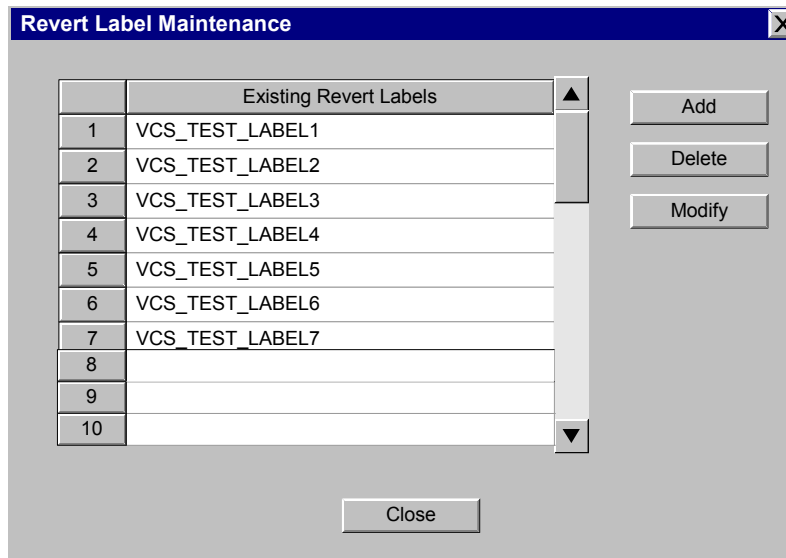 Revert Label Maintenance
X
Existing Revert Labels
1 VCS_TEST_LABEL1
2 VCS_TEST_LABEL2
3 VCS_TEST_LABEL3
4 VCS_TEST_LABEL4
5 VCS_TEST_LABEL5
6 VCS_TEST_LABEL6
7 VCS_TEST_LABEL7
8
9
10
Add
Delete
Modify
Close